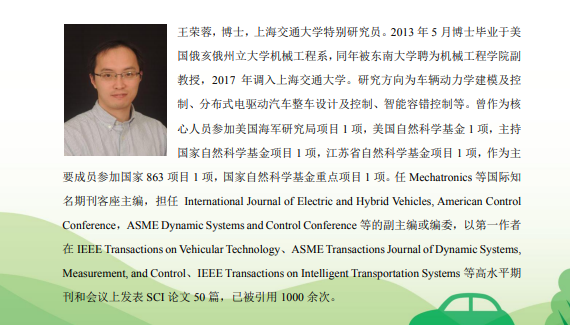 王荣蓉，博士，上海交通大学特别研究员。2013 年 5 月博士毕业于美
国俄亥俄州立大学机械工程系，同年被东南大学聘为机械工程学院副
教授，2017 年调入上海交通大学。研究方向为车辆动力学建模及控
制、分布式电驱动汽车整车设计及控制、智能容错控制等。曾作为核
心人员参加美国海军研究局项目 1 项，美国自然科学基金 1 项，主持
国家自然科学基金项目 1 项，江苏省自然科学基金项目 1 项，作为主
要成员参加国家 863 项目 1 项，国家自然科学基金重点项目 1 项。任 Mechatronics 等国际知
名期刊客座主编，担任 International Journal of Electric and Hybrid Vehicles, American Control
Conference，ASME Dynamic Systems and Control Conference 等的副主编或编委，以第一作者
在 IEEE Transactions on Vehicular Technology、ASME Transactions Journal of Dynamic Systems,
Measurement, and Control、IEEE Transactions on Intelligent Transportation Systems 等高水平期
刊和会议上发表 SCI 论文 50 篇，已被引用 1000 余次。